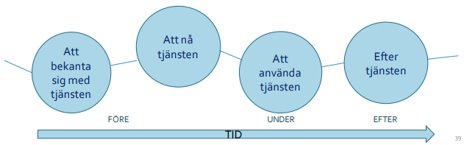 Att
bekanta
sig med
tjänsten
Att nå
tjänsten
Att
använda
tjänsten
Efter
tjänsten
FÖRE
UNDER
EFTER
TID
39